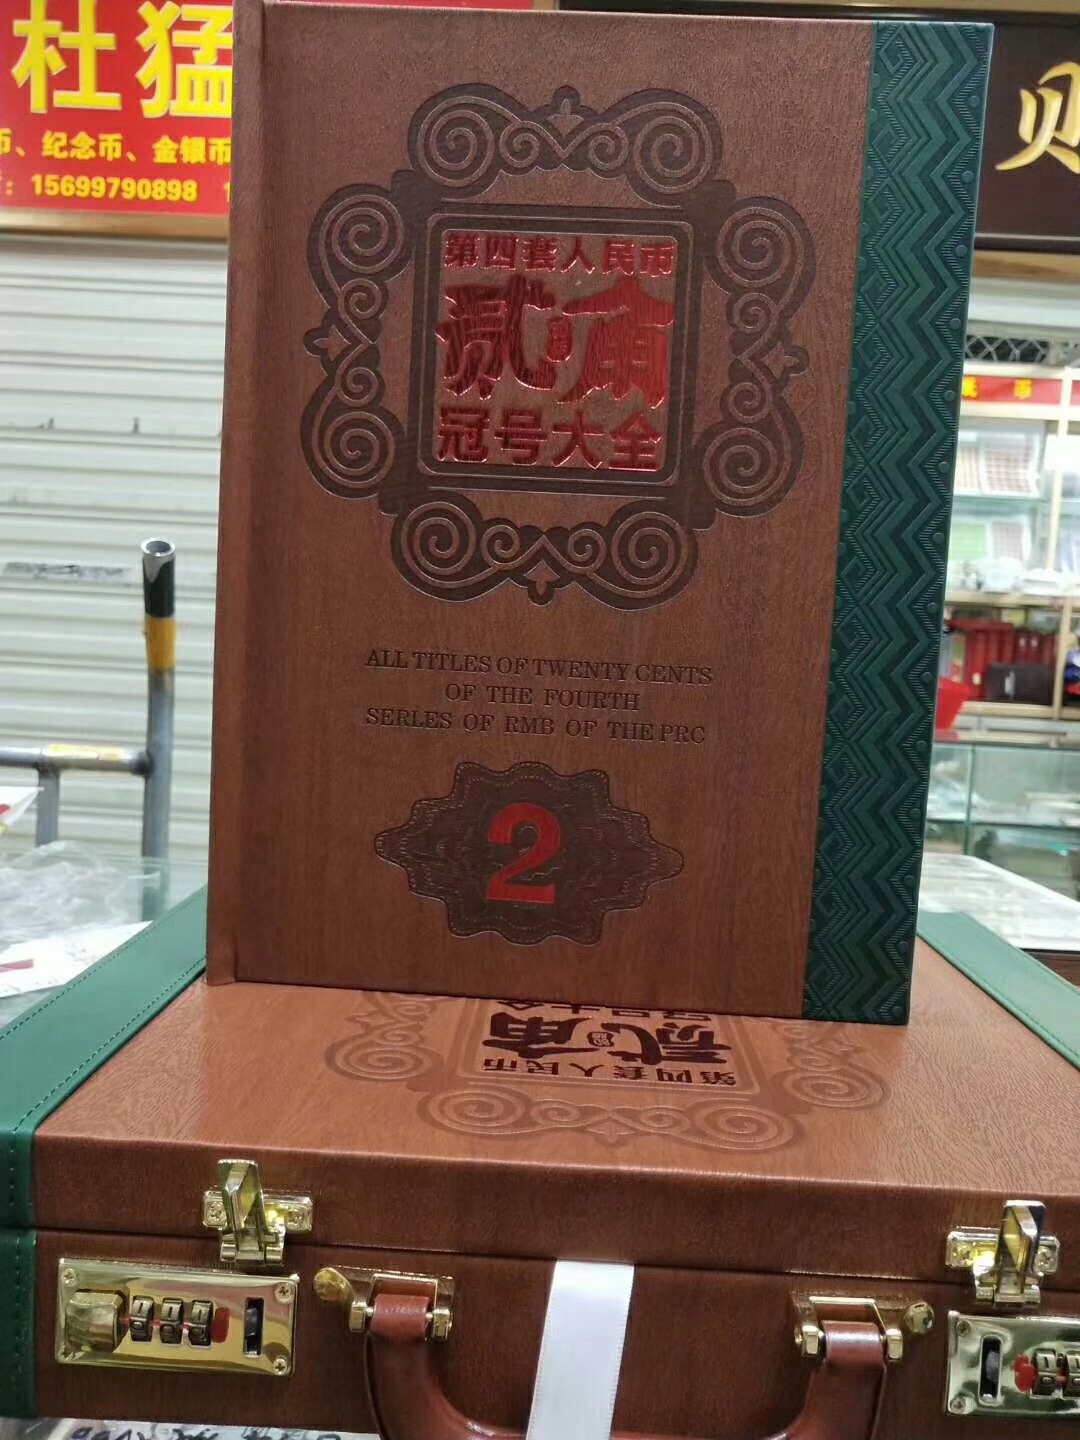 杜猛
币、纪念币、金银币
:15699790898
第四套人民币
贰角
冠号大全
ALL TITLES OF TWENTY CENTS
OF THE FOURTH
SERLES OF RMB OF THE PRC
2
币
贰角
第四套人民币